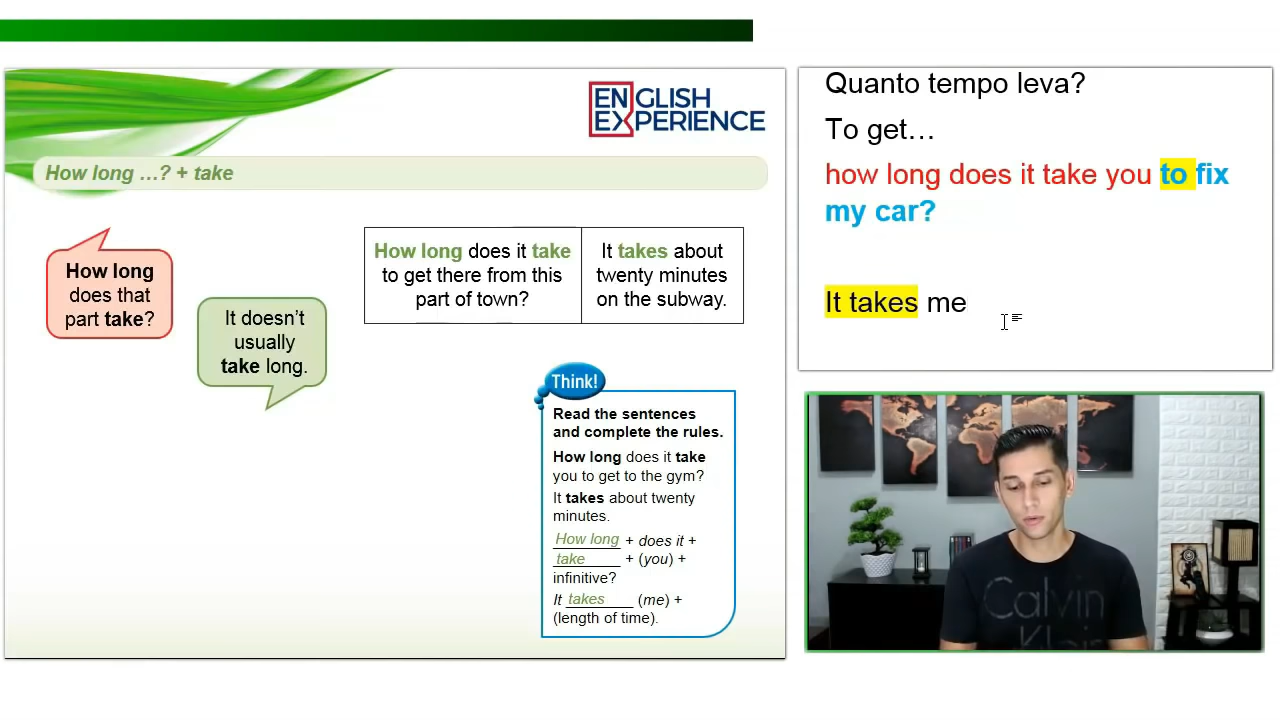 ENGLISH
EXPERIENCE
How long …? + take
How long
does that
part take?
It doesn't
usually
take long.
How long does it take
to get there from this
part of town?
It takes about
twenty minutes
on the subway.
Think!
Read the sentences
and complete the rules.
How long does it take
you to get to the gym?
It takes about twenty
minutes.
How long + does it +
take + (you) +
infinitive?
It takes (me) +
(length of time).
Quanto tempo leva?
To get…
how long does it take you to fix
my car?
It takes me
Calvin
Klein